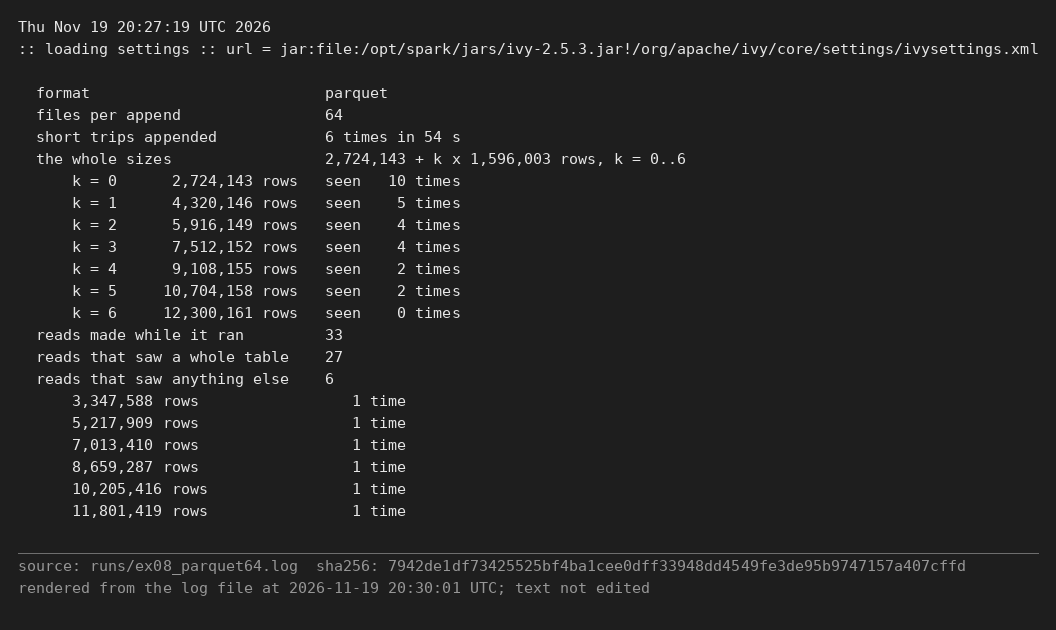 Thu Nov 19 20:27:19 UTC 2026
:: loading settings :: url = jar:file:/opt/spark/jars/ivy-2.5.3.jar!/org/apache/ivy/core/settings/ivysettings.xml
format parquet
files per append 64
short trips appended 6 times in 54 s
the whole sizes 2,724,143 + k x 1,596,003 rows, k = 0..6
k = 0 2,724,143 rows seen 10 times
k = 1 4,320,146 rows seen 5 times
k = 2 5,916,149 rows seen 4 times
k = 3 7,512,152 rows seen 4 times
k = 4 9,108,155 rows seen 2 times
k = 5 10,704,158 rows seen 2 times
k = 6 12,300,161 rows seen 0 times
reads made while it ran 33
reads that saw a whole table 27
reads that saw anything else 6
3,347,588 rows 1 time
5,217,909 rows 1 time
7,013,410 rows 1 time
8,659,287 rows 1 time
10,205,416 rows 1 time
11,801,419 rows 1 time
source: runs/ex08_parquet64.log sha256: 7942de1df73425525bf4ba1cee0dff33948dd4549fe3de95b9747157a407cffd
rendered from the log file at 2026-11-19 20:30:01 UTC; text not edited